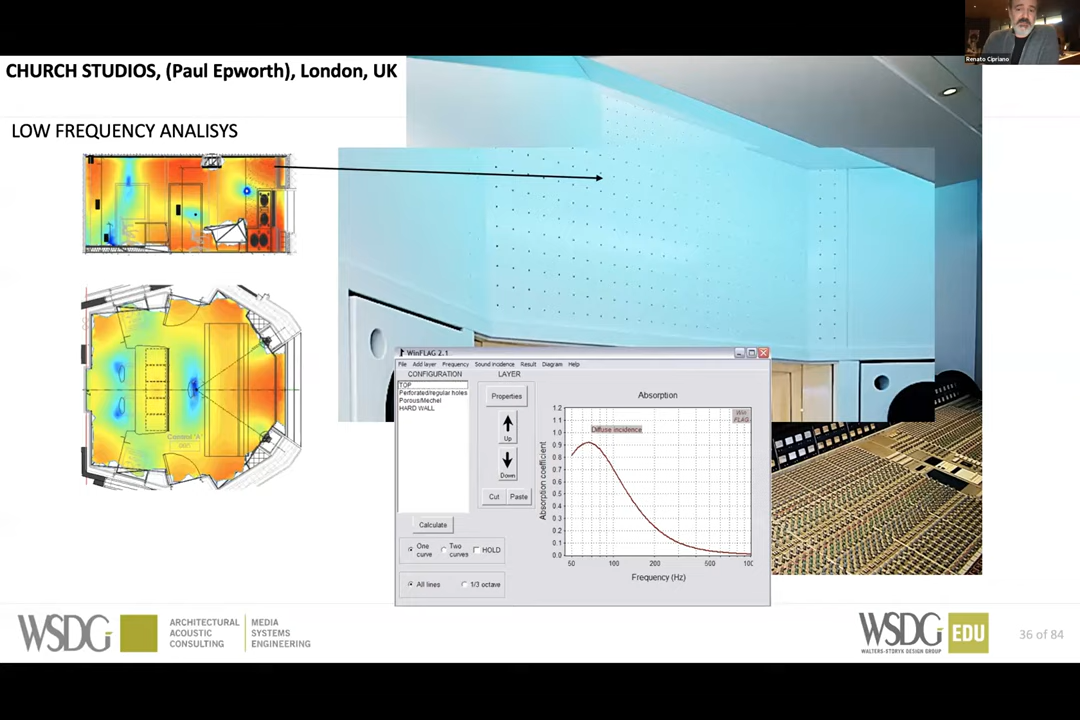 Renato Cipriano
CHURCH STUDIOS, (Paul Epworth), London, UK
LOW FREQUENCY ANALISYS
Control "A"
WinFLAG 2.1
File Add layer Frequency Sound incidence Result Diagram Help
CONFIGURATION
LAYER
TOP
Perforated/regular holes
Porous/Mechel
HARD WALL
Properties
Up
Down
Cut
Paste
Calculate
One curve
Two curves
HOLD
All lines
1/3 octave
Absorption
Win FLAG
Diffuse incidence
Absorption coefficient
1.2
1.1
1.0
0.9
0.8
0.7
0.6
0.5
0.4
0.3
0.2
0.1
0.0
50 100 200 500 100
Frequency (Hz)
WSDG
ARCHITECTURAL
ACOUSTIC
CONSULTING
MEDIA
SYSTEMS
ENGINEERING
WSDG EDU
WALTERS-STORYK DESIGN GROUP
36 of 84